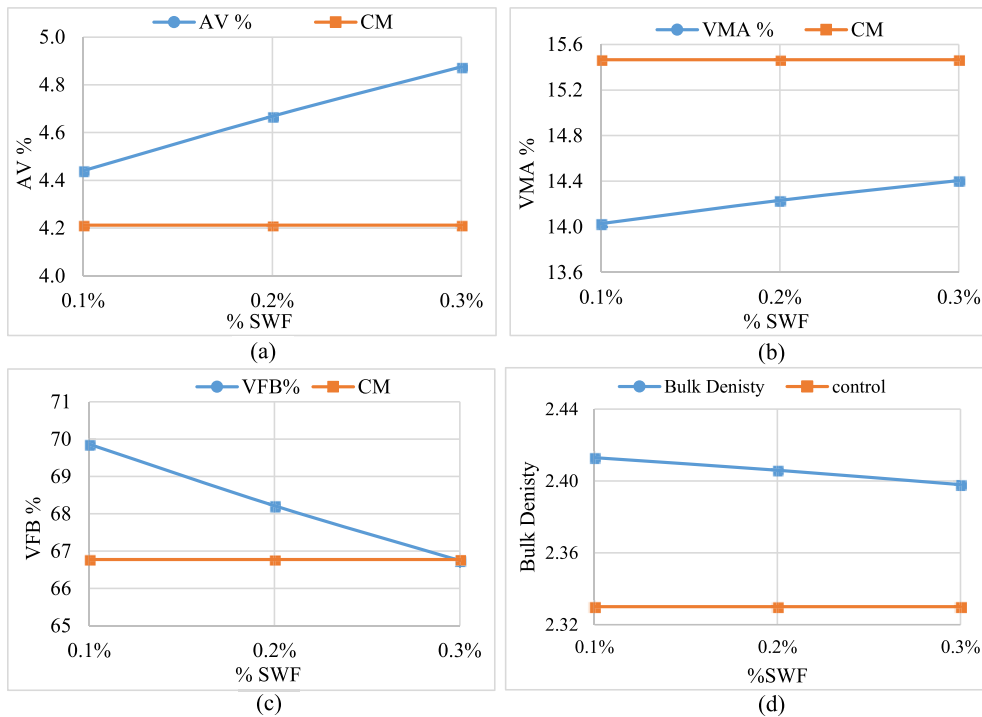 AV % CM
5.0
4.8
4.6
4.4
4.2
4.0
AV %
0.1% 0.2% 0.3%
% SWF
(a)
VMA % CM
15.6
15.2
14.8
14.4
14.0
13.6
VMA %
0.1% 0.2% 0.3%
% SWF
(b)
VFB% CM
71
70
69
68
67
66
65
VFB %
0.1% 0.2% 0.3%
% SWF
(c)
Bulk Denisty control
2.44
2.40
2.36
2.32
Bulk Denisty
0.1% 0.2% 0.3%
%SWF
(d)